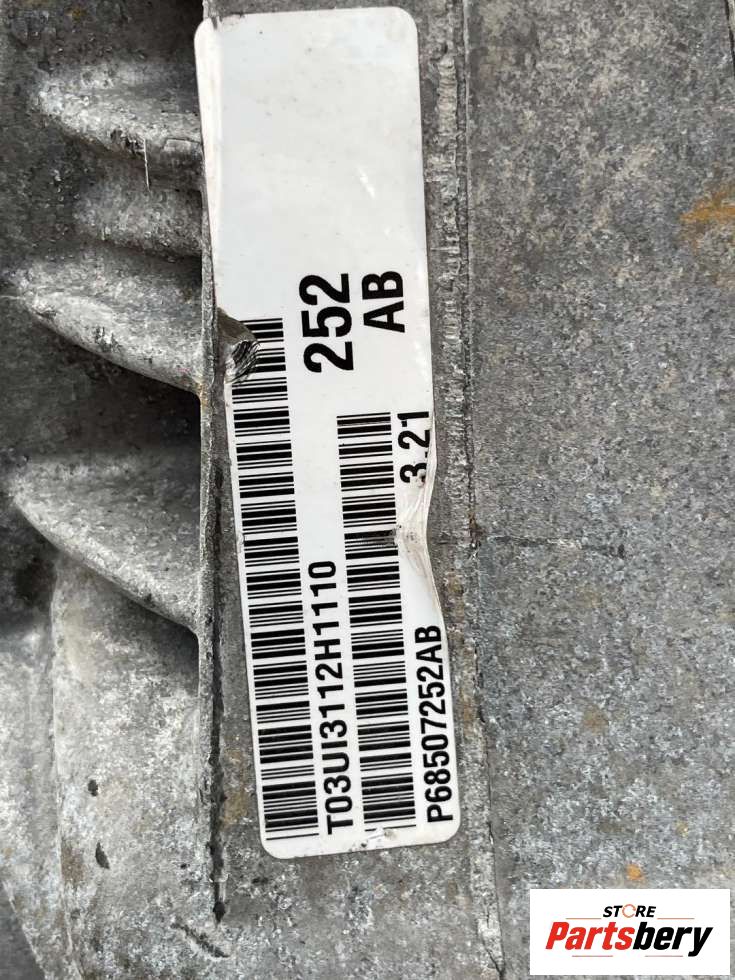 252
AB
T03UI3112H1110
3.21
P68507252AB
STORE
Partsbery